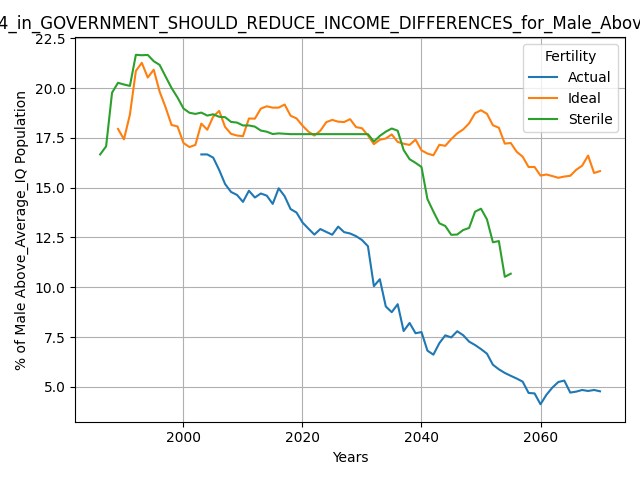 4_in_GOVERNMENT_SHOULD_REDUCE_INCOME_DIFFERENCES_for_Male_Above
% of Male Above_Average_IQ Population
22.5
20.0
17.5
15.0
12.5
10.0
7.5
5.0
Fertility
Actual
Ideal
Sterile
2000
2020
2040
2060
Years